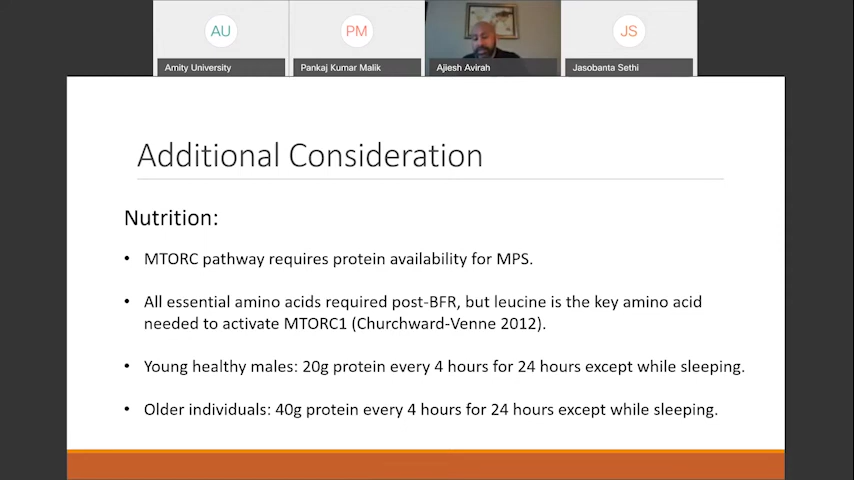 AU
PM
JS
Amity University
Pankaj Kumar Malik
Ajiesh Avirah
Jasobanta Sethi
Additional Consideration
Nutrition:
• MTORC pathway requires protein availability for MPS.
• All essential amino acids required post-BFR, but leucine is the key amino acid
needed to activate MTORC1 (Churchward-Venne 2012).
• Young healthy males: 20g protein every 4 hours for 24 hours except while sleeping.
• Older individuals: 40g protein every 4 hours for 24 hours except while sleeping.